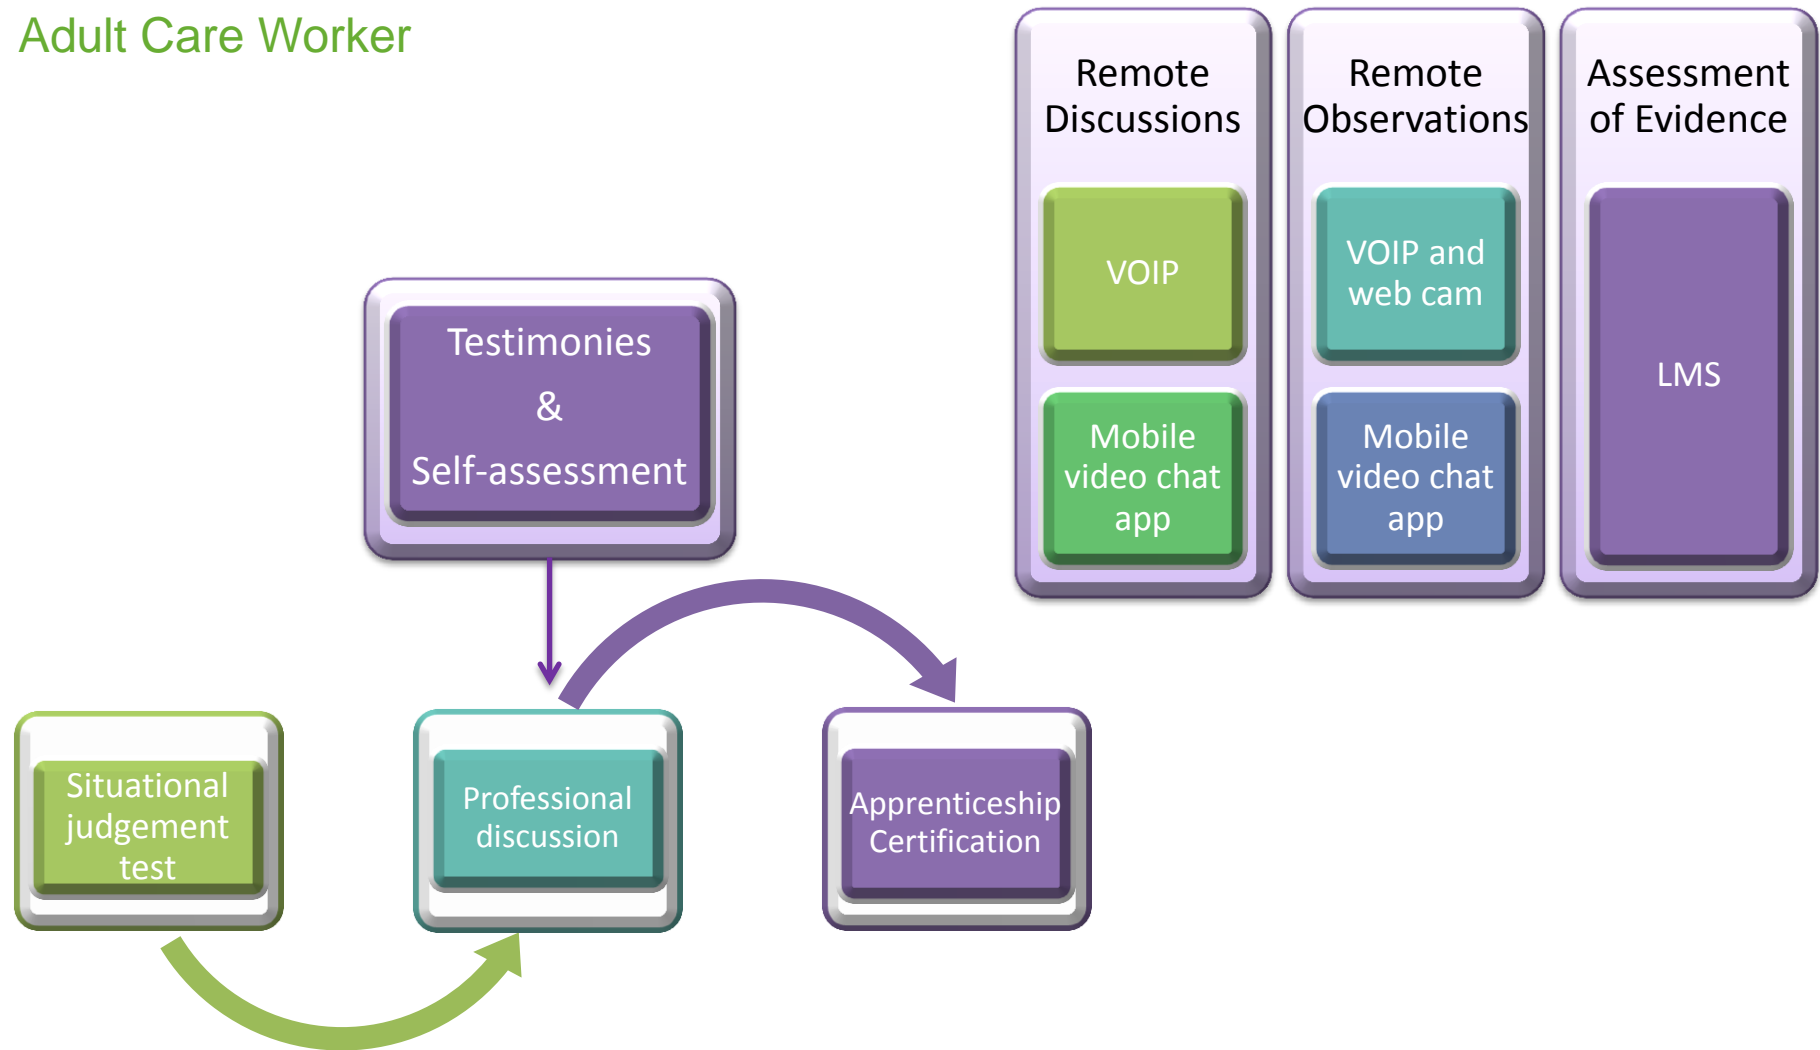 Adult Care Worker
Remote
Discussions
VOIP
Mobile
video chat
app
Remote
Observations
VOIP and
web cam
Mobile
video chat
app
Assessment
of Evidence
LMS
Testimonies
&
Self-assessment
Situational
judgement
test
Professional
discussion
Apprenticeship
Certification